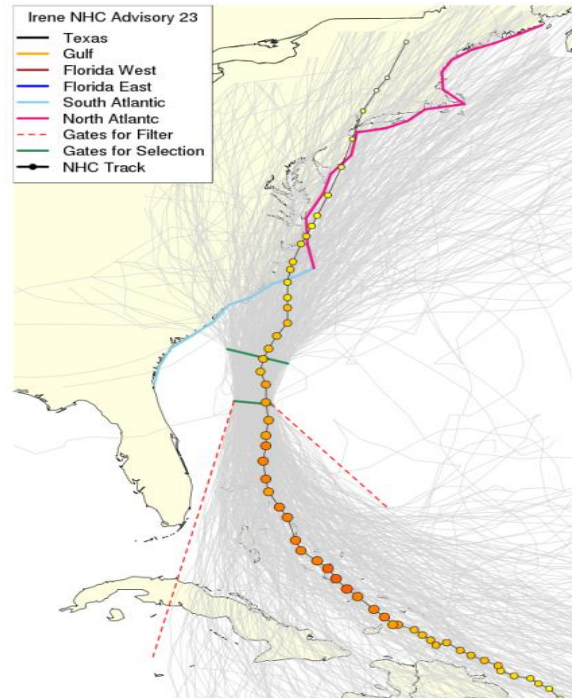 Irene NHC Advisory 23
Texas
Gulf
Florida West
Florida East
South Atlantic
North Atlantc
Gates for Filter
Gates for Selection
NHC Track